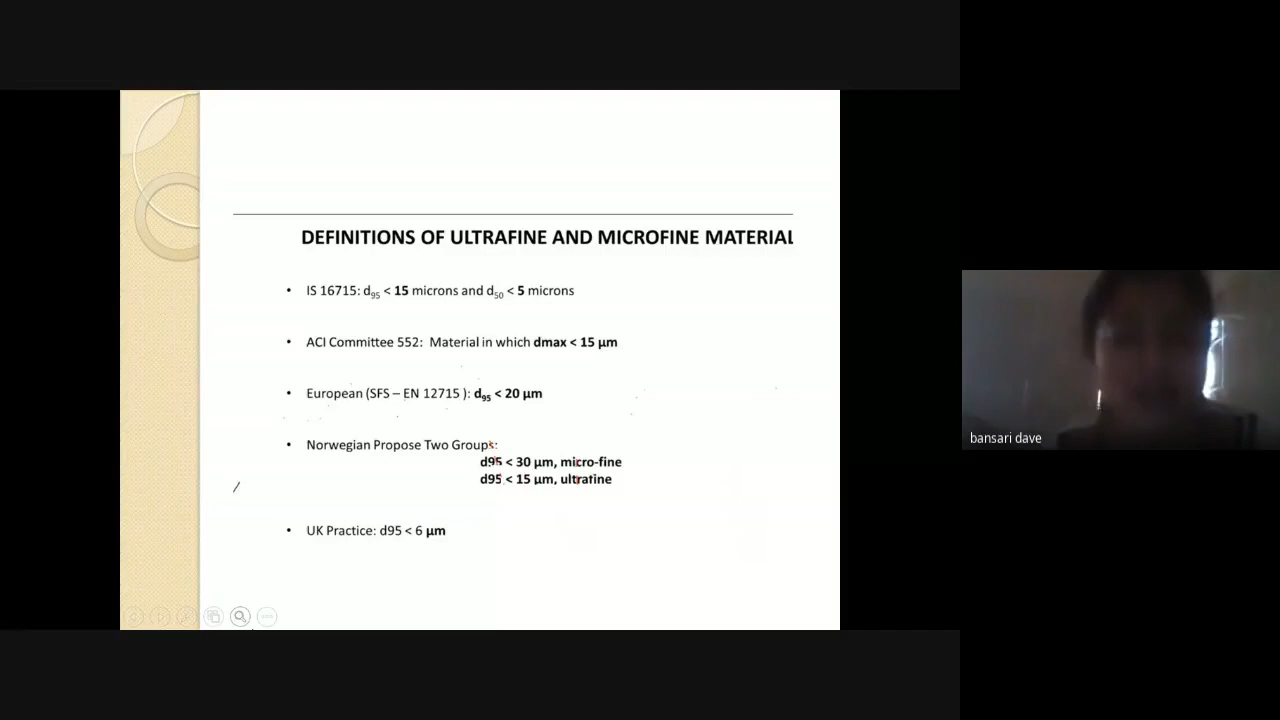 DEFINITIONS OF ULTRAFINE AND MICROFINE MATERIAL
• IS 16715: d95 < 15 microns and d50 < 5 microns
• ACI Committee 552: Material in which dmax < 15 µm
• European (SFS – EN 12715 ): d95 < 20 µm
• Norwegian Propose Two Groups:
d95 < 30 µm, micro-fine
d95 < 15 µm, ultrafine
• UK Practice: d95 < 6 µm
bansari dave